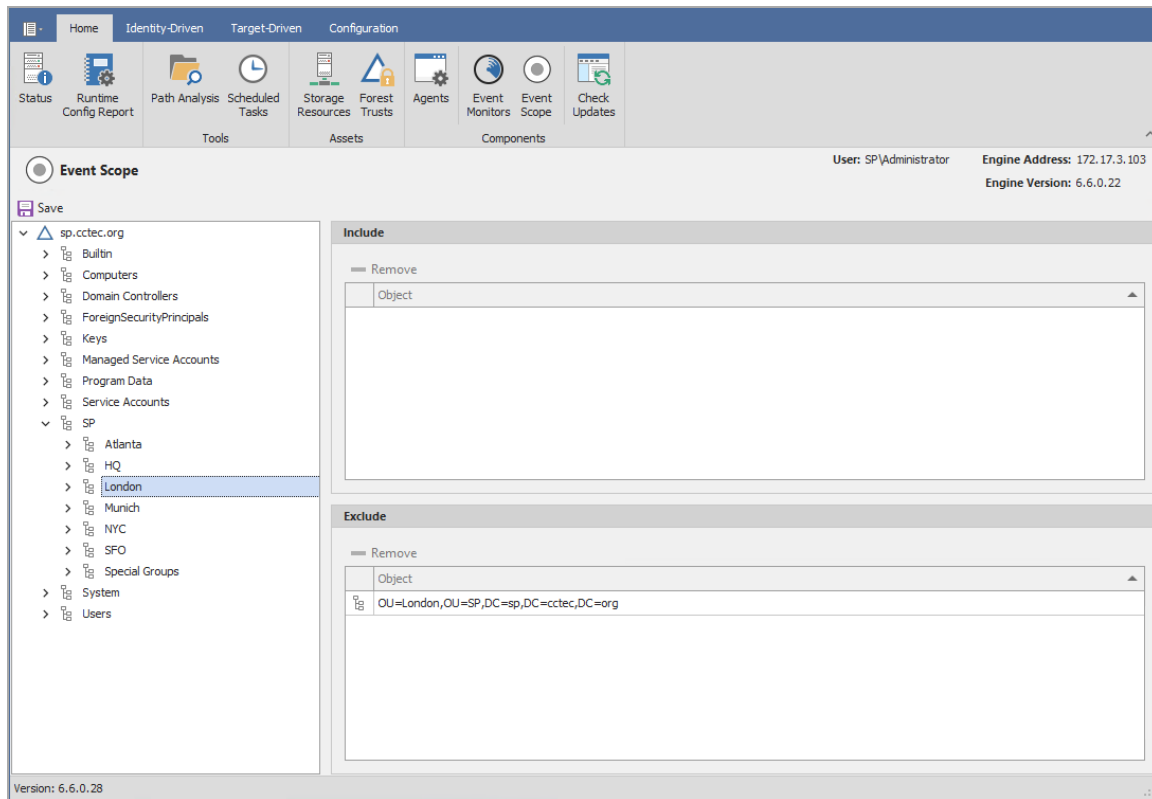 Home Identity-Driven Target-Driven Configuration
Status
Runtime
Config Report
Path Analysis
Scheduled
Tasks
Storage
Resources
Forest
Trusts
Agents
Event
Monitors
Event
Scope
Check
Updates
Tools
Assets
Components
Event Scope
User: SP\Administrator
Engine Address: 172.17.3.103
Engine Version: 6.6.0.22
Save
sp.cctec.org
Builtin
Computers
Domain Controllers
ForeignSecurityPrincipals
Keys
Managed Service Accounts
Program Data
Service Accounts
SP
Atlanta
HQ
London
Munich
NYC
SFO
Special Groups
System
Users
Include
Remove
Object
Exclude
Remove
Object
OU=London,OU=SP,DC=sp,DC=cctec,DC=org
Version: 6.6.0.28